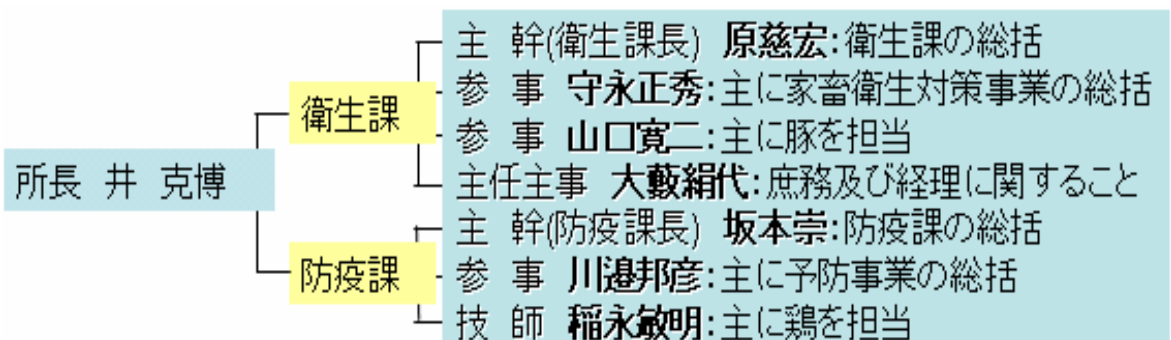 所長 井 克博
衛生課
主 幹(衛生課長) 原慈宏:衛生課の総括
参 事 守永正秀:主に家畜衛生対策事業の総括
参 事 山口寛二:主に豚を担当
主任主事 大藪絹代:庶務及び経理に関すること
防疫課
主 幹(防疫課長) 坂本崇:防疫課の総括
参 事 川邉邦彦:主に予防事業の総括
技 師 稲永敏明:主に鶏を担当